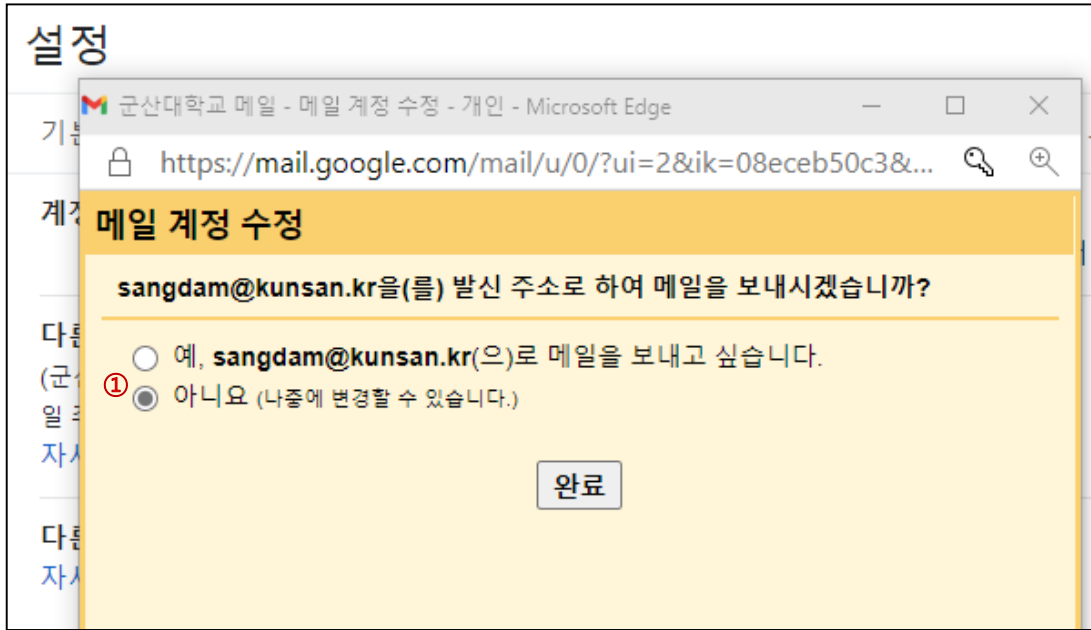 설정
군산대학교 메일 - 메일 계정 수정 - 개인 - Microsoft Edge
기본
https://mail.google.com/mail/u/0/?ui=2&ik=08eceb50c3&...
계정
메일 계정 수정
sangdam@kunsan.kr을(를) 발신 주소로 하여 메일을 보내시겠습니까?
다른
예, sangdam@kunsan.kr(으)로 메일을 보내고 싶습니다.
(군산
① 아니요 (나중에 변경할 수 있습니다.)
일 주
자세
완료
다른
자세